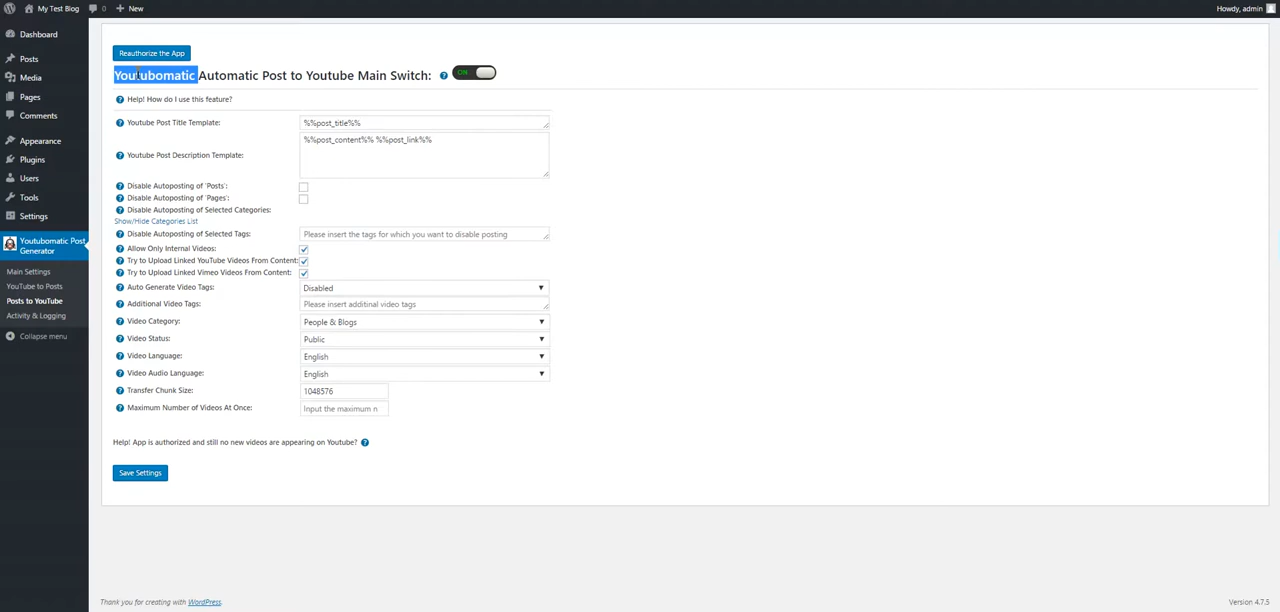 My Test Blog 0 New Howdy, admin
Dashboard
Posts
Media
Pages
Comments
Appearance
Plugins
Users
Tools
Settings
Youtubomatic Post
Generator
Main Settings
YouTube to Posts
Posts to YouTube
Activity & Logging
Collapse menu
Reauthorize the App
Youtubomatic Automatic Post to Youtube Main Switch: ? ON
? Help! How do I use this feature?
? Youtube Post Title Template: %%post_title%%
? Youtube Post Description Template: %%post_content%% %%post_link%%
? Disable Autoposting of 'Posts':
? Disable Autoposting of 'Pages':
? Disable Autoposting of Selected Categories:
Show/Hide Categories List
? Disable Autoposting of Selected Tags: Please insert the tags for which you want to disable posting
? Allow Only Internal Videos:
? Try to Upload Linked YouTube Videos From Content:
? Try to Upload Linked Vimeo Videos From Content:
? Auto Generate Video Tags: Disabled
? Additional Video Tags: Please insert additinal video tags
? Video Category: People & Blogs
? Video Status: Public
? Video Language: English
? Video Audio Language: English
? Transfer Chunk Size: 1048576
? Maximum Number of Videos At Once: Input the maximum n
Help! App is authorized and still no new videos are appearing on Youtube? ?
Save Settings
Thank you for creating with WordPress. Version 4.7.5